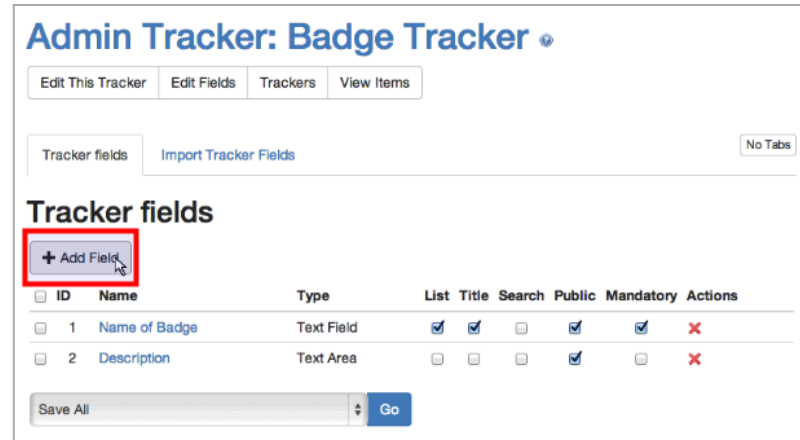 Admin Tracker: Badge Tracker
Edit This Tracker Edit Fields Trackers View Items
Tracker fields Import Tracker Fields No Tabs
Tracker fields
+ Add Field
ID Name Type List Title Search Public Mandatory Actions
1 Name of Badge Text Field
2 Description Text Area
Save All Go